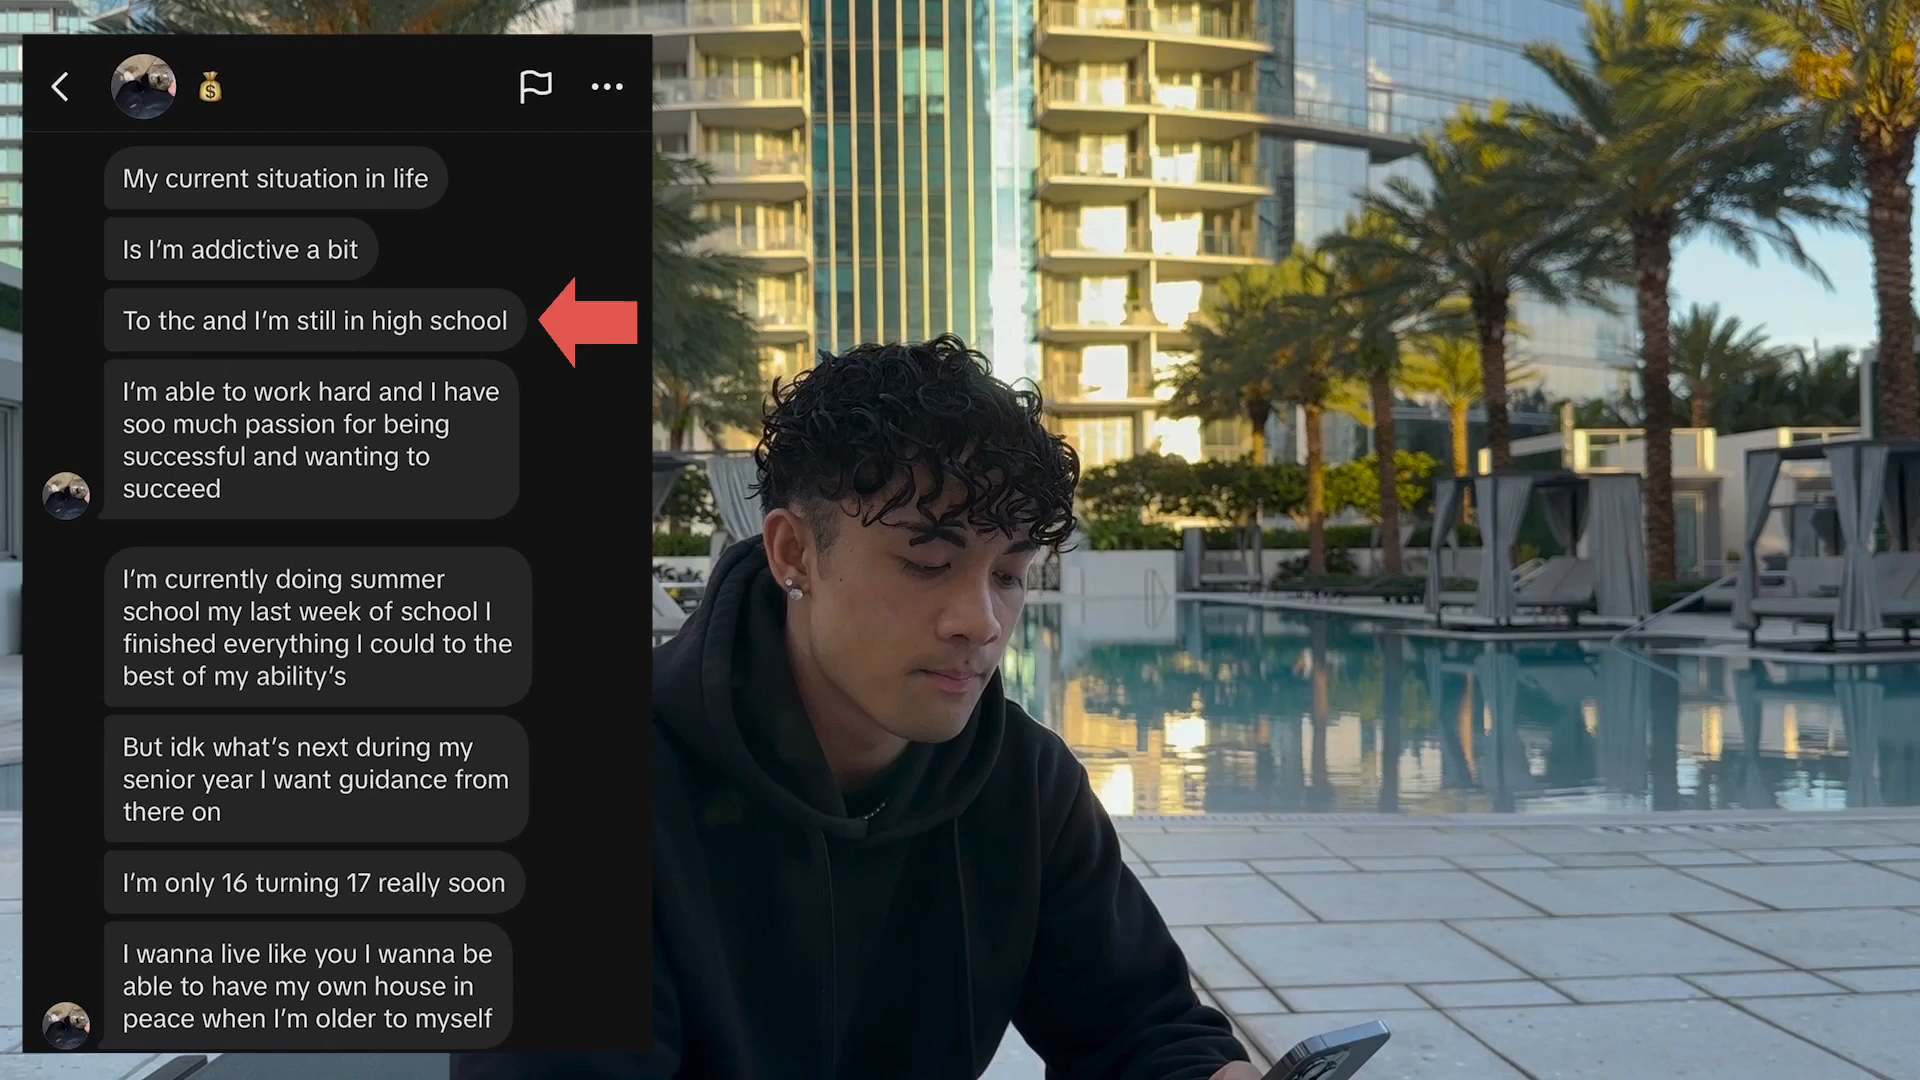 My current situation in life
Is I’m addictive a bit
To thc and I’m still in high school
I’m able to work hard and I have
soo much passion for being
successful and wanting to
succeed
I’m currently doing summer
school my last week of school I
finished everything I could to the
best of my ability’s
But idk what’s next during my
senior year I want guidance from
there on
I’m only 16 turning 17 really soon
I wanna live like you I wanna be
able to have my own house in
peace when I’m older to myself